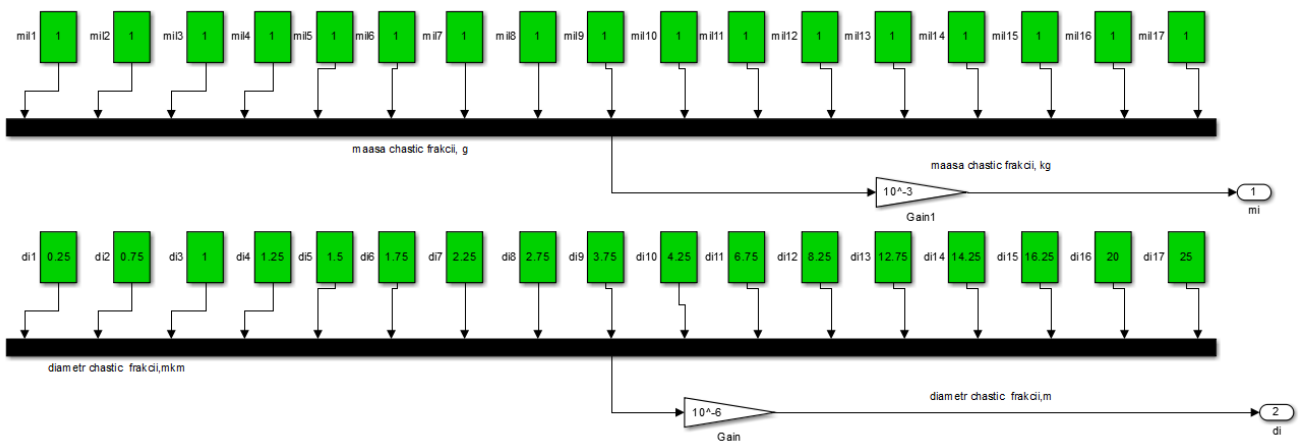 mil1 1 mil2 1 mil3 1 mil4 1 mil5 1 mil6 1 mil7 1 mil8 1 mil9 1 mil10 1 mil11 1 mil12 1 mil13 1 mil14 1 mil15 1 mil16 1 mil17 1
maasa chastic frakcii, g
maasa chastic frakcii, kg
10^-3
1
Gain1
mi
di1 0.25 di2 0.75 di3 1 di4 1.25 di5 1.5 di6 1.75 di7 2.25 di8 2.75 di9 3.75 di10 4.25 di11 6.75 di12 8.25 di13 12.75 di14 14.25 di15 16.25 di16 20 di17 25
diametr chastic frakcii,mkm
diametr chastic frakcii,m
10^-6
2
Gain
di